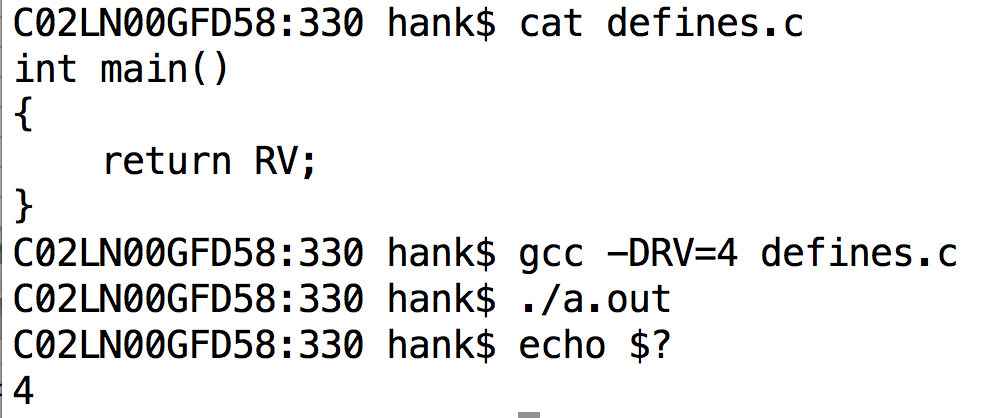 C02LN00GFD58:330 hank$ cat defines.c
int main()
{
    return RV;
}
C02LN00GFD58:330 hank$ gcc -DRV=4 defines.c
C02LN00GFD58:330 hank$ ./a.out
C02LN00GFD58:330 hank$ echo $?
4